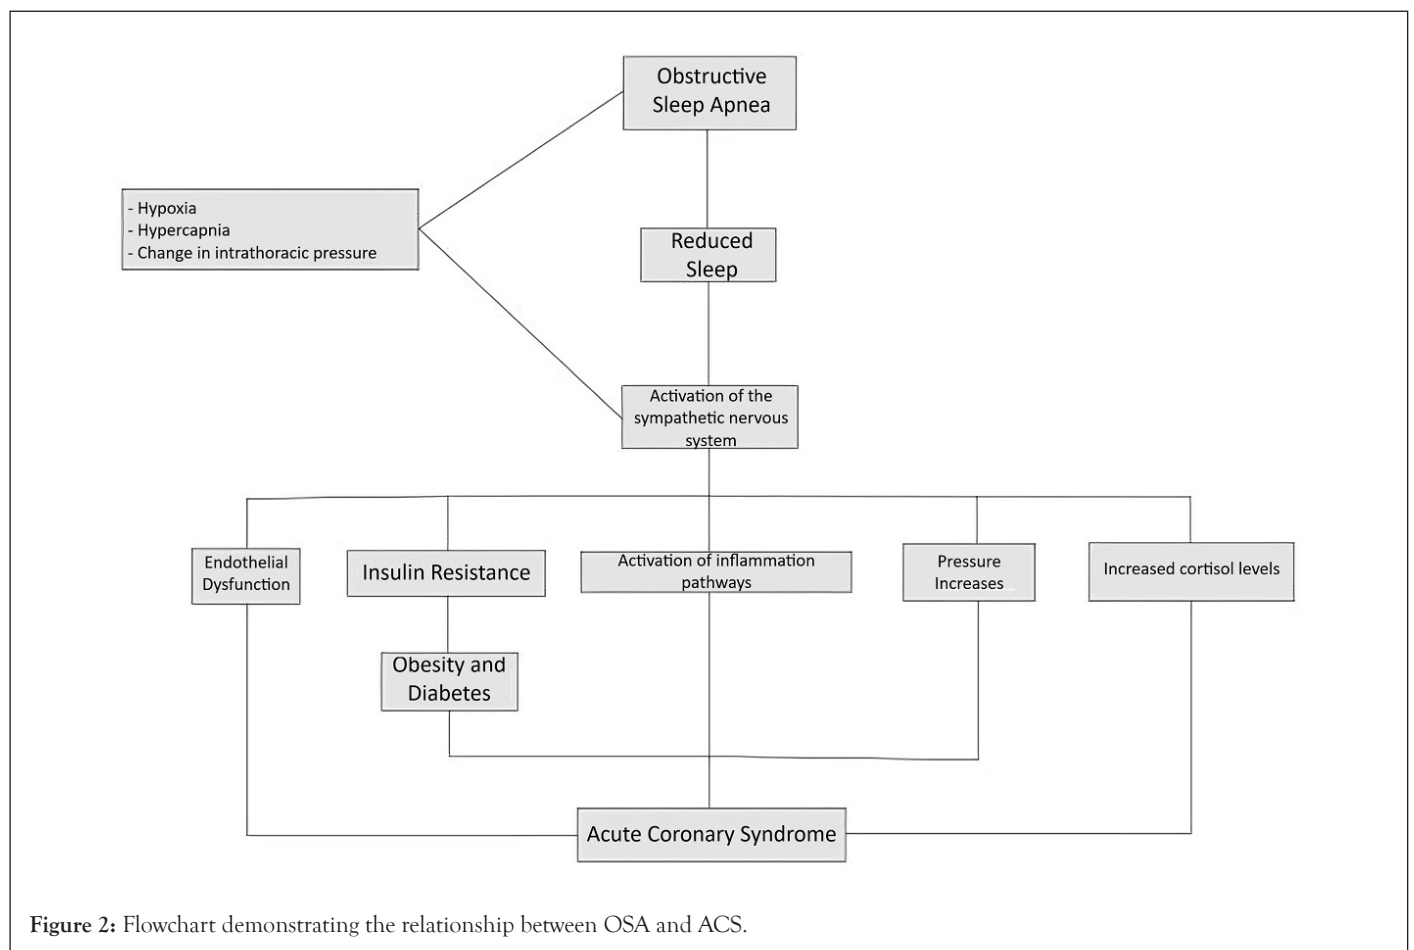 Obstructive
Sleep Apnea
- Hypoxia
- Hypercapnia
- Change in intrathoracic pressure
Reduced
Sleep
Activation of the
sympathetic nervous
system
Endothelial
Dysfunction
Insulin Resistance
Activation of inflammation
pathways
Pressure
Increases
Increased cortisol levels
Obesity and
Diabetes
Acute Coronary Syndrome
Figure 2: Flowchart demonstrating the relationship between OSA and ACS.